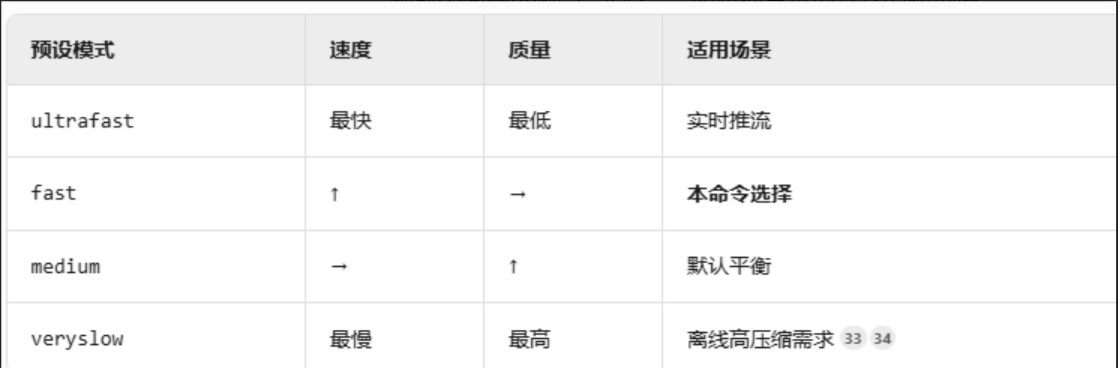 预设模式 速度 质量 适用场景
ultrafast 最快 最低 实时推流
fast ↑ → 本命令选择
medium → ↑ 默认平衡
veryslow 最慢 最高 离线高压缩需求 33 34